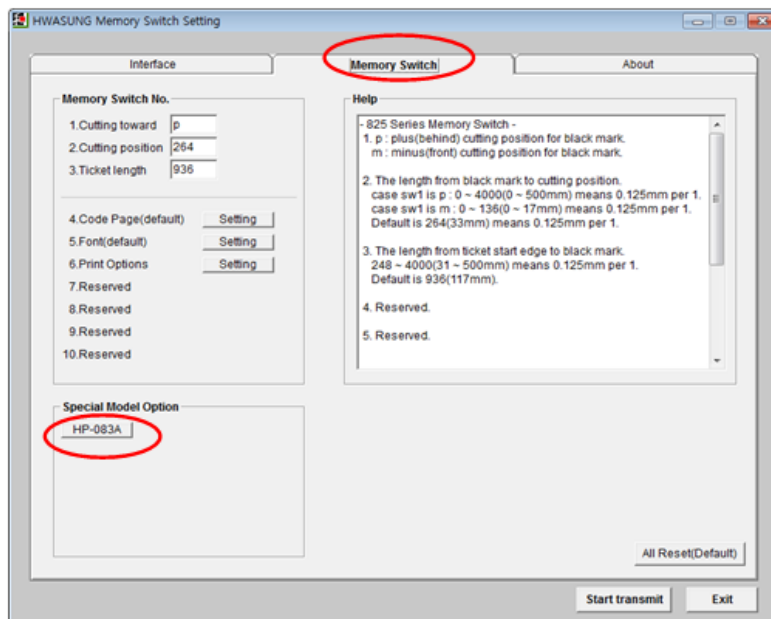 HWASUNG Memory Switch Setting
Interface
Memory Switch
About
Memory Switch No.
1.Cutting toward p
2.Cutting position 264
3.Ticket length 936
4.Code Page(default) Setting
5.Font(default) Setting
6.Print Options Setting
7.Reserved
8.Reserved
9.Reserved
10.Reserved
Help
- 825 Series Memory Switch -
1. p : plus(behind) cutting position for black mark.
m : minus(front) cutting position for black mark.
2. The length from black mark to cutting position.
case sw1 is p : 0 ~ 4000(0 ~ 500mm) means 0.125mm per 1.
case sw1 is m : 0 ~ 136(0 ~ 17mm) means 0.125mm per 1.
Default is 264(33mm) means 0.125mm per 1.
3. The length from ticket start edge to black mark.
248 ~ 4000(31 ~ 500mm) means 0.125mm per 1.
Default is 936(117mm).
4. Reserved.
5. Reserved.
Special Model Option
HP-083A
All Reset(Default)
Start transmit
Exit